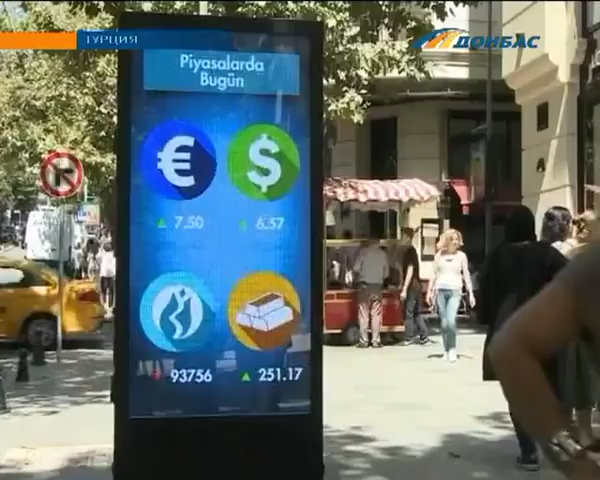 ТУРЦИЯ
ДОНБАС
Piyasalarda
Bugün
€ $
7.50 6.57
93756 251.17